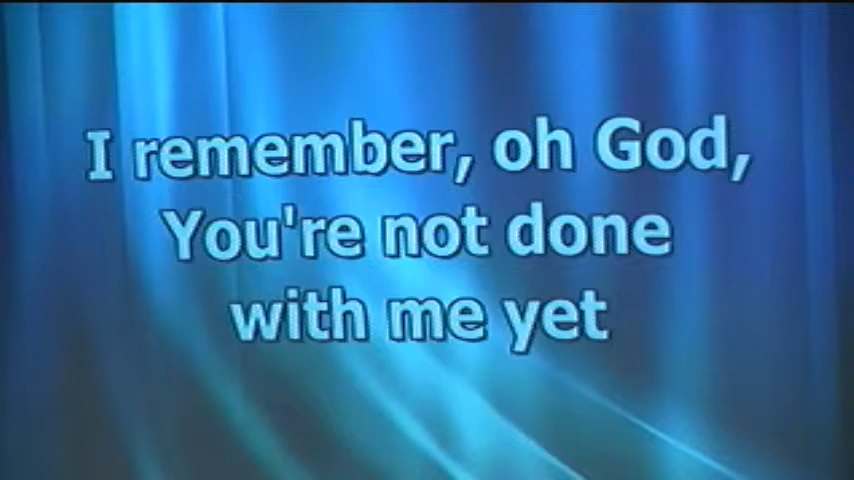 I remember, oh God,
You're not done
with me yet